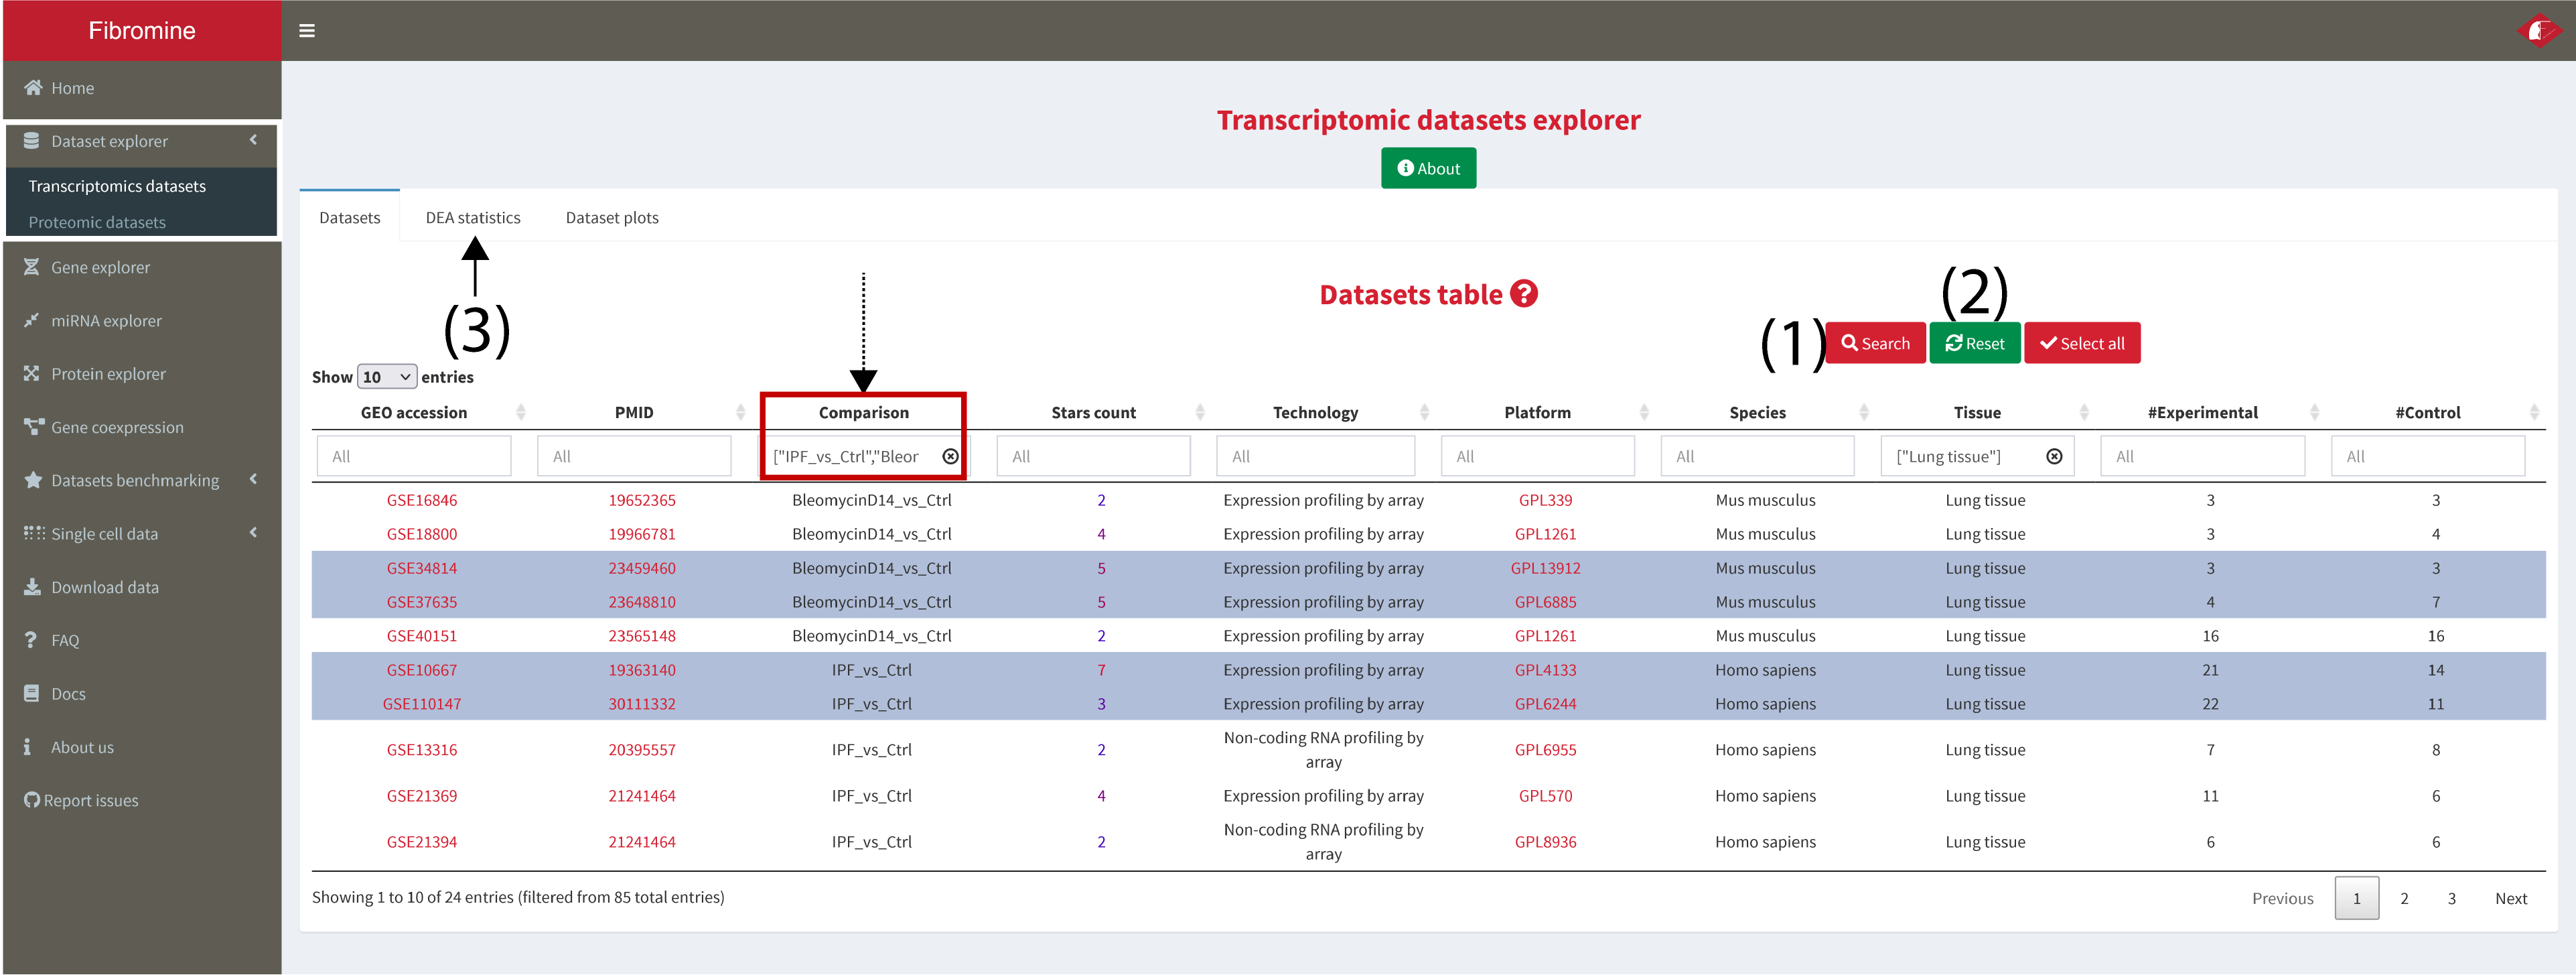 Fibromine
Home
Dataset explorer
Transcriptomics datasets
Proteomic datasets
Gene explorer
miRNA explorer
Protein explorer
Gene coexpression
Datasets benchmarking
Single cell data
Download data
FAQ
Docs
About us
Report issues
Transcriptomic datasets explorer
About
Datasets DEA statistics Dataset plots
(3)
Datasets table
(1) Search (2) Reset Select all
Show 10 entries
GEO accession PMID Comparison Stars count Technology Platform Species Tissue #Experimental #Control
All All ["IPF_vs_Ctrl","Bleor All All All All ["Lung tissue"] All All
GSE16846 19652365 BleomycinD14_vs_Ctrl 2 Expression profiling by array GPL339 Mus musculus Lung tissue 3 3
GSE18800 19966781 BleomycinD14_vs_Ctrl 4 Expression profiling by array GPL1261 Mus musculus Lung tissue 3 4
GSE34814 23459460 BleomycinD14_vs_Ctrl 5 Expression profiling by array GPL13912 Mus musculus Lung tissue 3 3
GSE37635 23648810 BleomycinD14_vs_Ctrl 5 Expression profiling by array GPL6885 Mus musculus Lung tissue 4 7
GSE40151 23565148 BleomycinD14_vs_Ctrl 2 Expression profiling by array GPL1261 Mus musculus Lung tissue 16 16
GSE10667 19363140 IPF_vs_Ctrl 7 Expression profiling by array GPL4133 Homo sapiens Lung tissue 21 14
GSE110147 30111332 IPF_vs_Ctrl 3 Expression profiling by array GPL6244 Homo sapiens Lung tissue 22 11
GSE13316 20395557 IPF_vs_Ctrl 2 Non-coding RNA profiling by array GPL6955 Homo sapiens Lung tissue 7 8
GSE21369 21241464 IPF_vs_Ctrl 4 Expression profiling by array GPL570 Homo sapiens Lung tissue 11 6
GSE21394 21241464 IPF_vs_Ctrl 2 Non-coding RNA profiling by array GPL8936 Homo sapiens Lung tissue 6 6
Showing 1 to 10 of 24 entries (filtered from 85 total entries)
Previous 1 2 3 Next